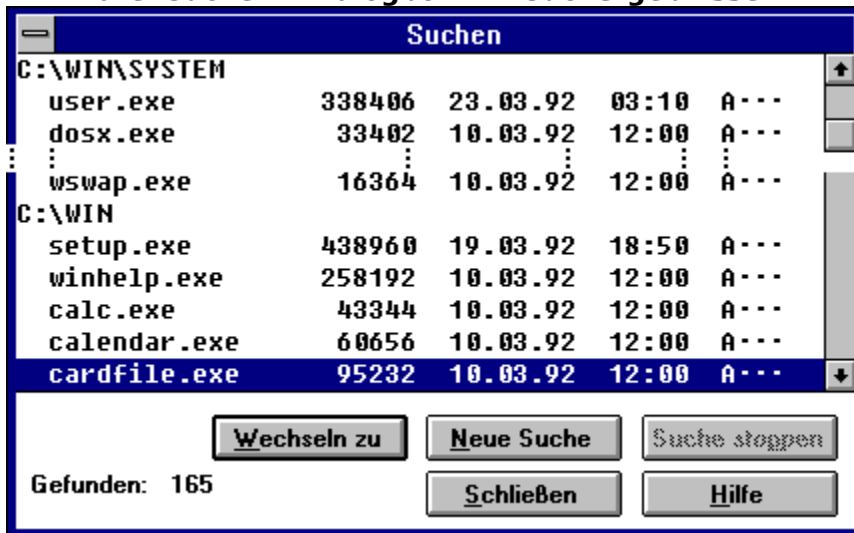 Suchen
C:\WIN\SYSTEM
user.exe 338406 23.03.92 03:10 A---
dosx.exe 33402 10.03.92 12:00 A---
wswap.exe 16364 10.03.92 12:00 A---
C:\WIN
setup.exe 438960 19.03.92 18:50 A---
winhelp.exe 258192 10.03.92 12:00 A---
calc.exe 43344 10.03.92 12:00 A---
calendar.exe 60656 10.03.92 12:00 A---
cardfile.exe 95232 10.03.92 12:00 A---
Wechseln zu Neue Suche Suche stoppen
Gefunden: 165 Schließen Hilfe